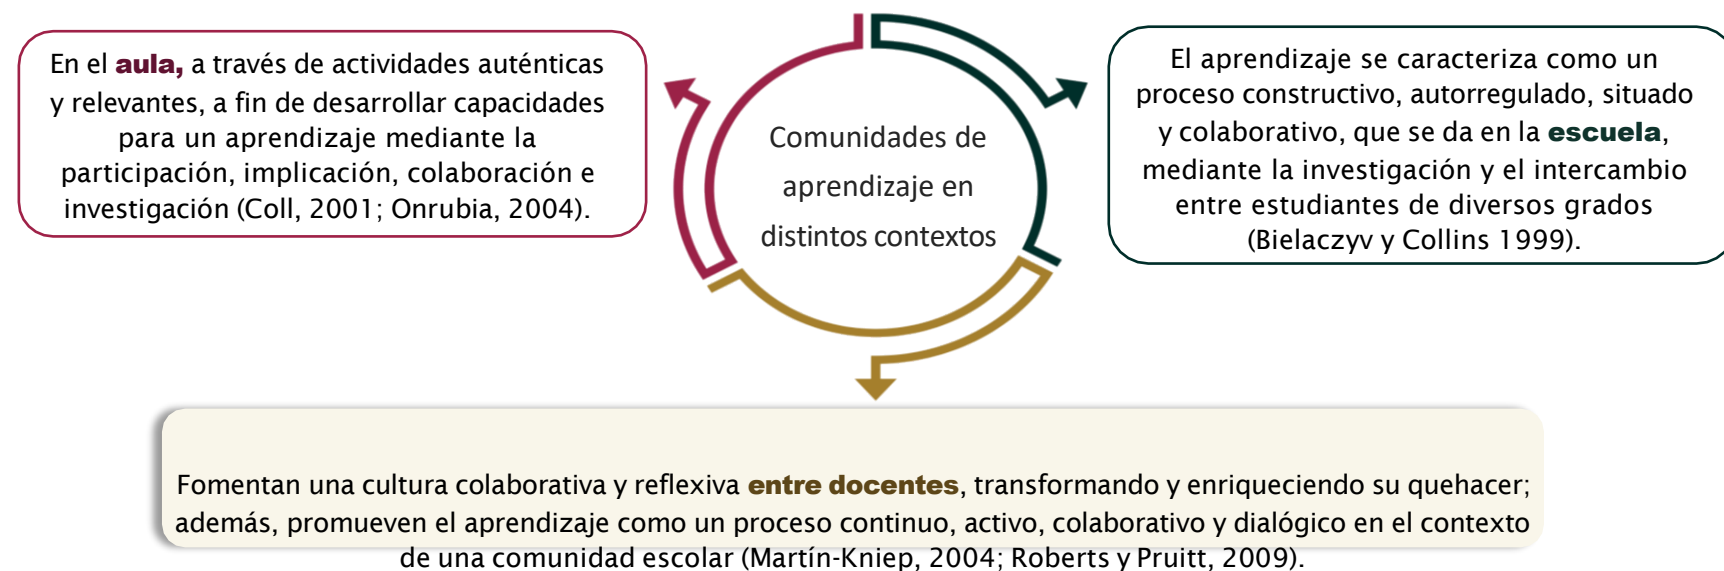 En el aula, a través de actividades auténticas
y relevantes, a fin de desarrollar capacidades
para un aprendizaje mediante la
participación, implicación, colaboración e
investigación (Coll, 2001; Onrubia, 2004).
Comunidades de
aprendizaje en
distintos contextos
El aprendizaje se caracteriza como un
proceso constructivo, autorregulado, situado
y colaborativo, que se da en la escuela,
mediante la investigación y el intercambio
entre estudiantes de diversos grados
(Bielaczyv y Collins 1999).
Fomentan una cultura colaborativa y reflexiva entre docentes, transformando y enriqueciendo su quehacer;
además, promueven el aprendizaje como un proceso continuo, activo, colaborativo y dialógico en el contexto
de una comunidad escolar (Martín-Kniep, 2004; Roberts y Pruitt, 2009).